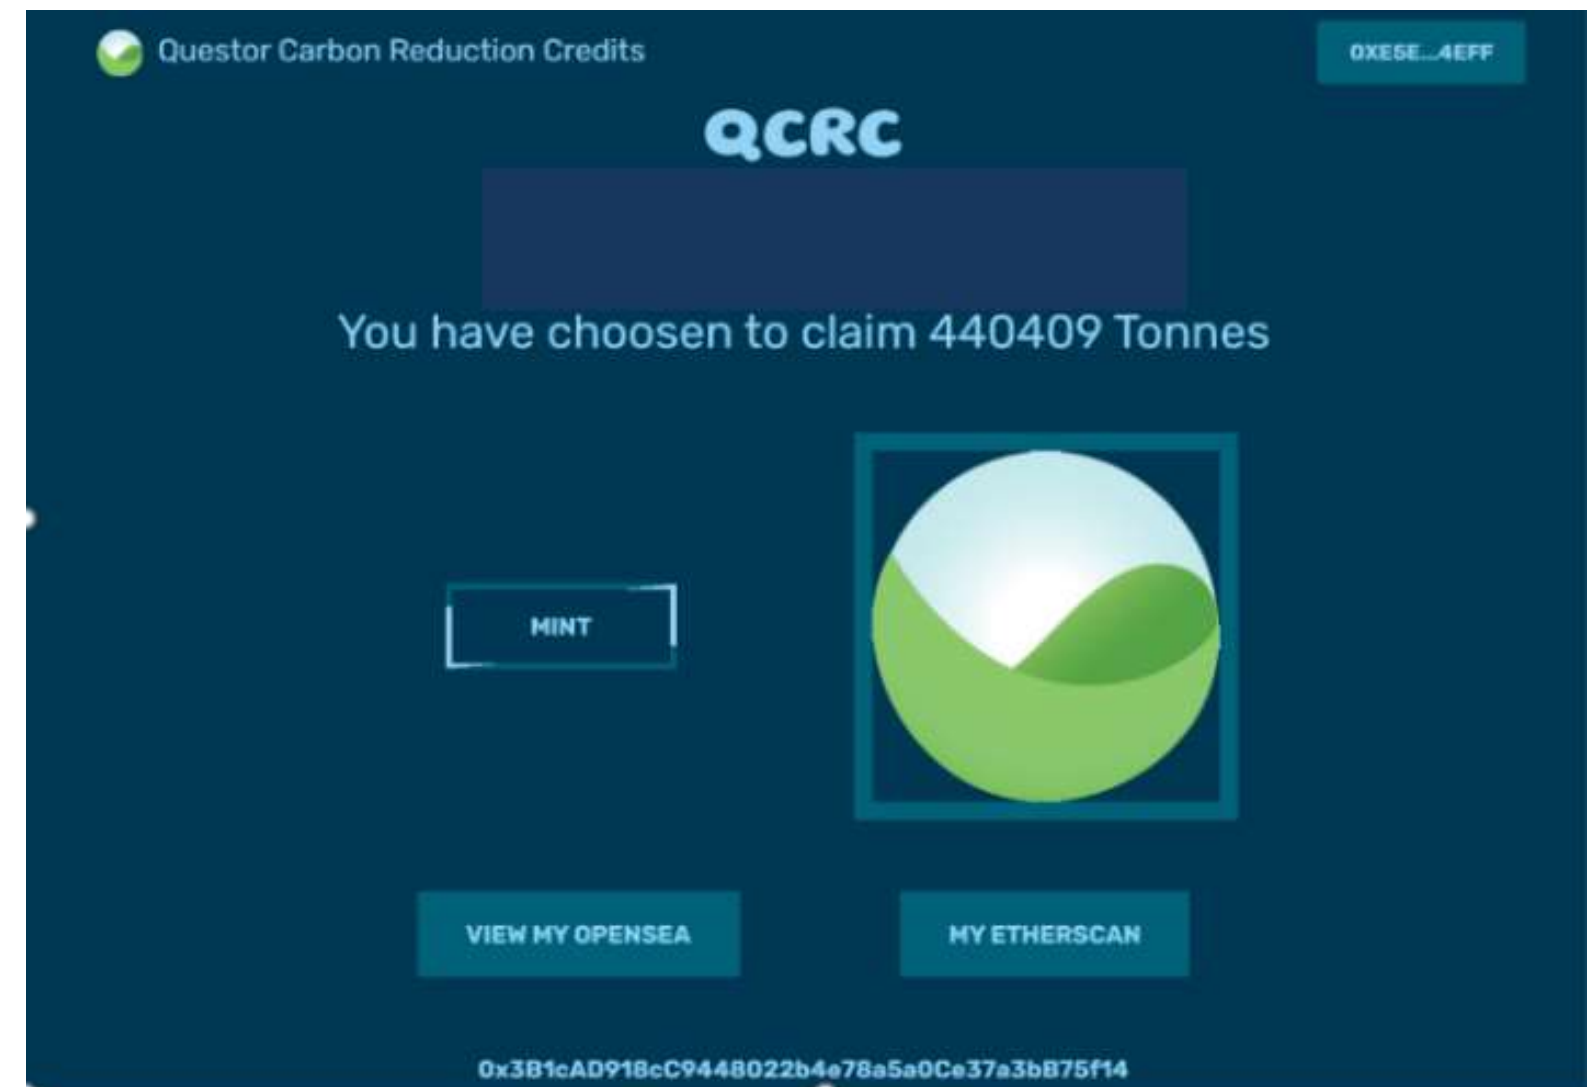 Questor Carbon Reduction Credits
0XE5E...4EFF
QCRC
You have choosen to claim 440409 Tonnes
MINT
VIEW MY OPENSEA
MY ETHERSCAN
0x3B1cAD918cC9448022b4e78a5a0Ce37a3bB75f14